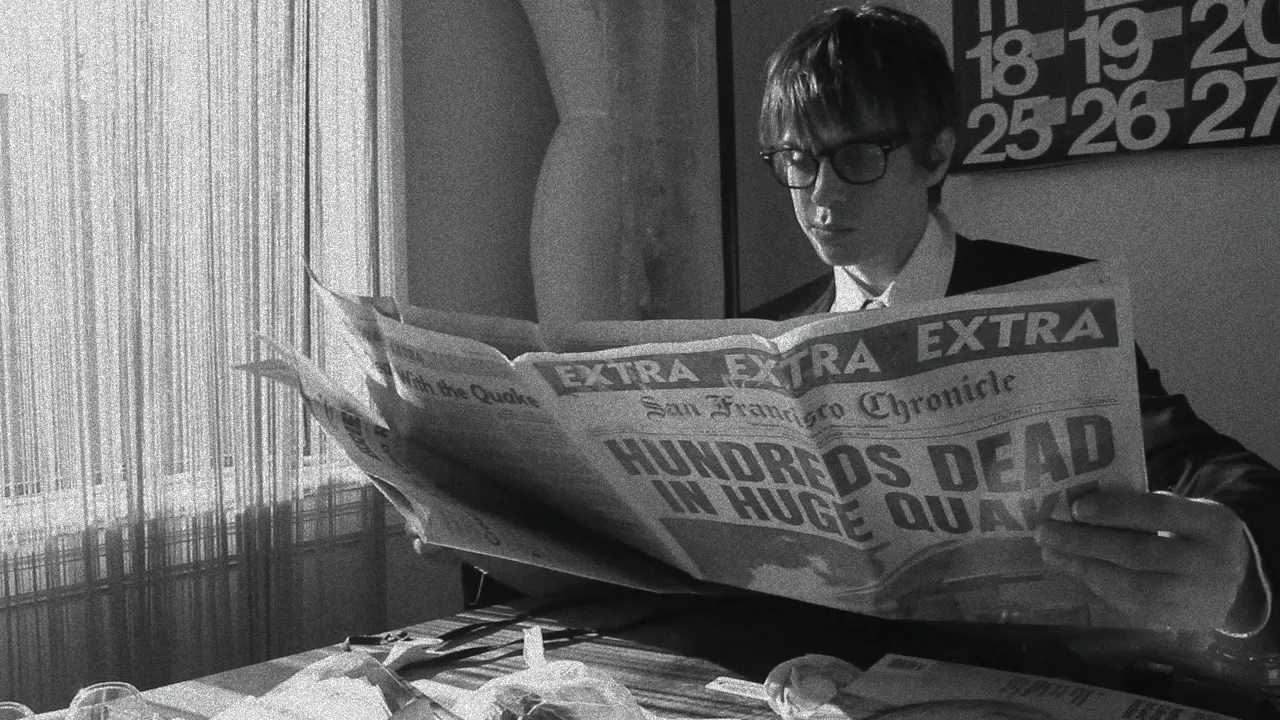 18 19 20
25 26 27
EXTRA EXTRA EXTRA
San Francisco Chronicle
HUNDREDS DEAD
IN HUGE QUAKE
With the Quake